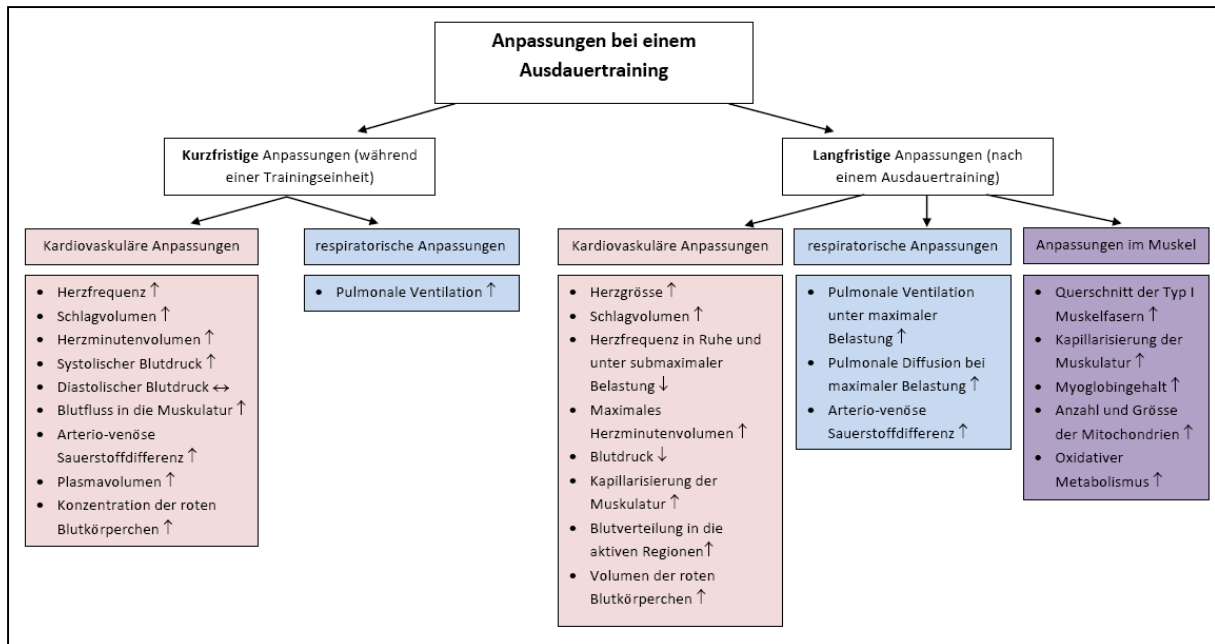 Anpassungen bei einem
Ausdauertraining
Kurzfristige Anpassungen (während
einer Trainingseinheit)
Langfristige Anpassungen (nach
einem Ausdauertraining)
Kardiovaskuläre Anpassungen
• Herzfrequenz ↑
• Schlagvolumen ↑
• Herzminutenvolumen ↑
• Systolischer Blutdruck ↑
• Diastolischer Blutdruck ↔
• Blutfluss in die Muskulatur ↑
• Arterio-venöse
Sauerstoffdifferenz ↑
• Plasmavolumen ↑
• Konzentration der roten
Blutkörperchen ↑
respiratorische Anpassungen
• Pulmonale Ventilation ↑
Kardiovaskuläre Anpassungen
• Herzgrösse ↑
• Schlagvolumen ↑
• Herzfrequenz in Ruhe und
unter submaximaler
Belastung ↓
• Maximales
Herzminutenvolumen ↑
• Blutdruck ↓
• Kapillarisierung der
Muskulatur ↑
• Blutverteilung in die
aktiven Regionen ↑
• Volumen der roten
Blutkörperchen ↑
respiratorische Anpassungen
• Pulmonale Ventilation
unter maximaler
Belastung ↑
• Pulmonale Diffusion bei
maximaler Belastung ↑
• Arterio-venöse
Sauerstoffdifferenz ↑
Anpassungen im Muskel
• Querschnitt der Typ I
Muskelfasern ↑
• Kapillarisierung der
Muskulatur ↑
• Myoglobingehalt ↑
• Anzahl und Grösse
der Mitochondrien ↑
• Oxidativer
Metabolismus ↑